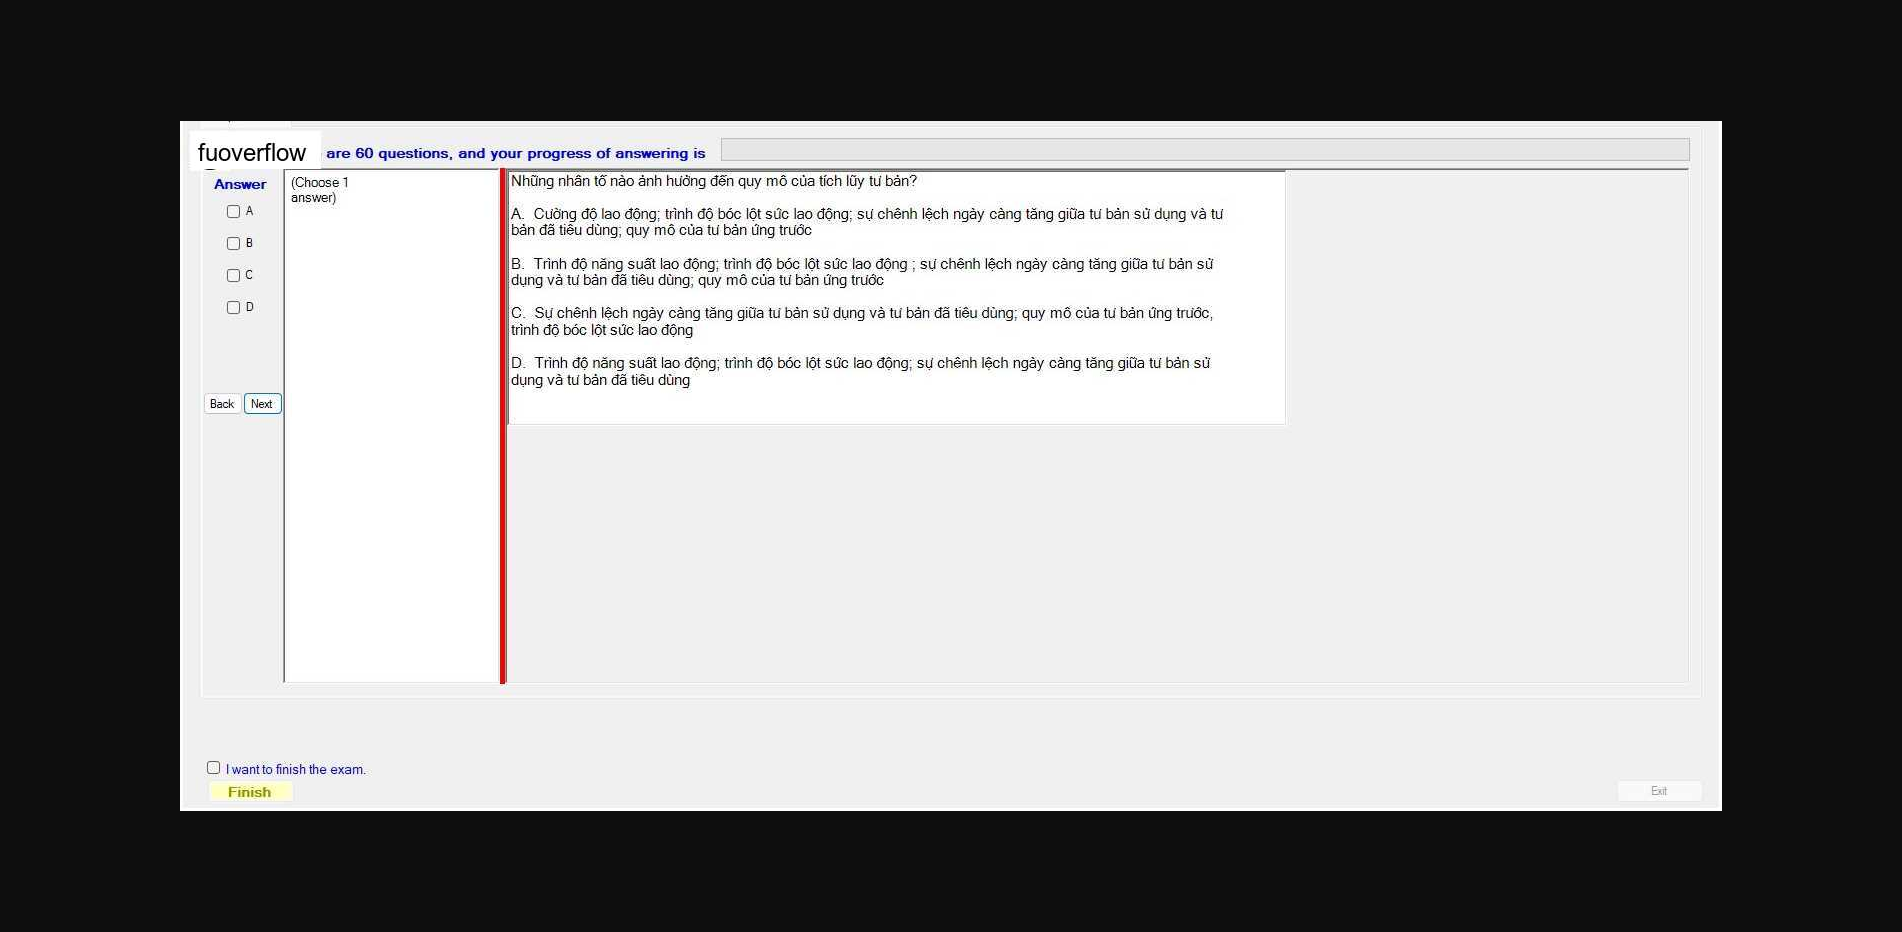 fuoverflow are 60 questions, and your progress of answering is
Answer
A
B
C
D
Back Next
(Choose 1
answer)
Những nhân tố nào ảnh hưởng đến quy mô của tích lũy tư bản?
A. Cường độ lao động; trình độ bóc lột sức lao động; sự chênh lệch ngày càng tăng giữa tư bản sử dụng và tư
bản đã tiêu dùng; quy mô của tư bản ứng trước
B. Trình độ năng suất lao động; trình độ bóc lột sức lao động ; sự chênh lệch ngày càng tăng giữa tư bản sử
dụng và tư bản đã tiêu dùng; quy mô của tư bản ứng trước
C. Sự chênh lệch ngày càng tăng giữa tư bản sử dụng và tư bản đã tiêu dùng; quy mô của tư bản ứng trước,
trình độ bóc lột sức lao động
D. Trình độ năng suất lao động; trình độ bóc lột sức lao động; sự chênh lệch ngày càng tăng giữa tư bản sử
dụng và tư bản đã tiêu dùng
I want to finish the exam.
Finish
Exit